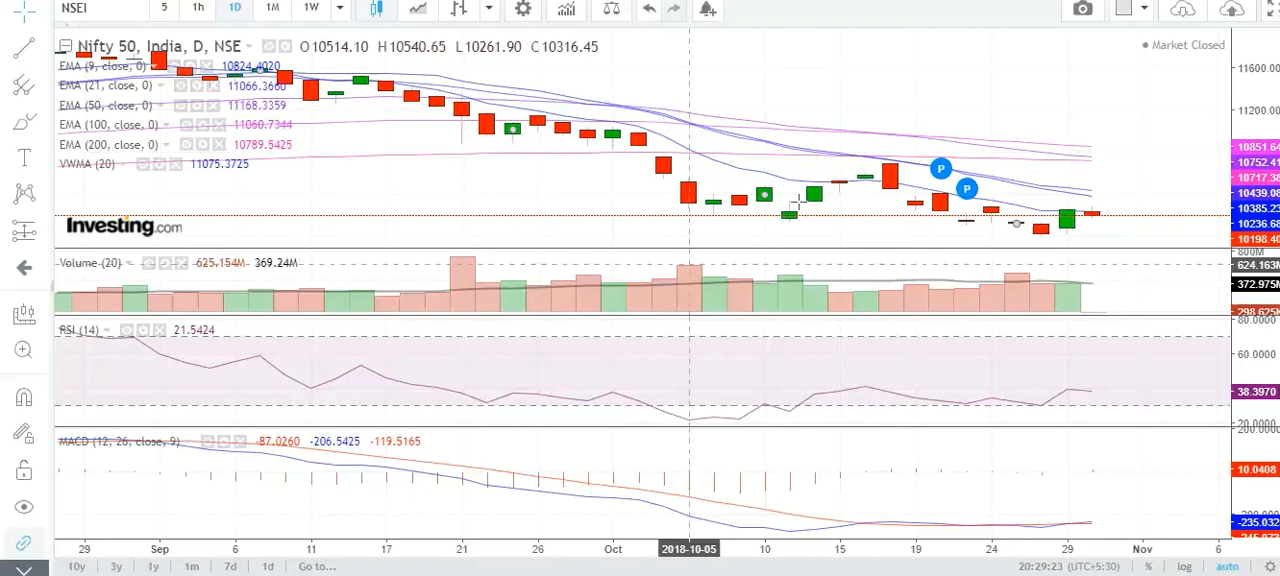 NSEI 5 1h 1D 1M 1W
Nifty 50, India, D, NSE O10514.10 H10540.65 L10261.90 C10316.45
Market Closed
EMA (9, close, 0) 10824.4020
EMA (21, close, 0) 11066.3660
EMA (50, close, 0) 11168.3359
EMA (100, close, 0) 11060.7344
EMA (200, close, 0) 10789.5425
VWMA (20) 11075.3725
11600.00
11200.00
10851.64
10752.41
10717.38
10439.08
10385.23
10236.68
10198.40
P
P
Investing.com
Volume (20) 625.154M 369.24M
800M
624.163M
372.975M
298.625M
RSI (14) 21.5424
80.0000
60.0000
38.3970
20.0000
MACD (12, 26, close, 9) -87.0260 -206.5425 -119.5165
200.0000
10.0408
-235.032
29 Sep 6 11 17 21 26 Oct 2018-10-05 10 15 19 24 29 Nov 6
10y 3y 1y 1m 7d 1d Go to... 20:29:23 (UTC+5:30) % log auto